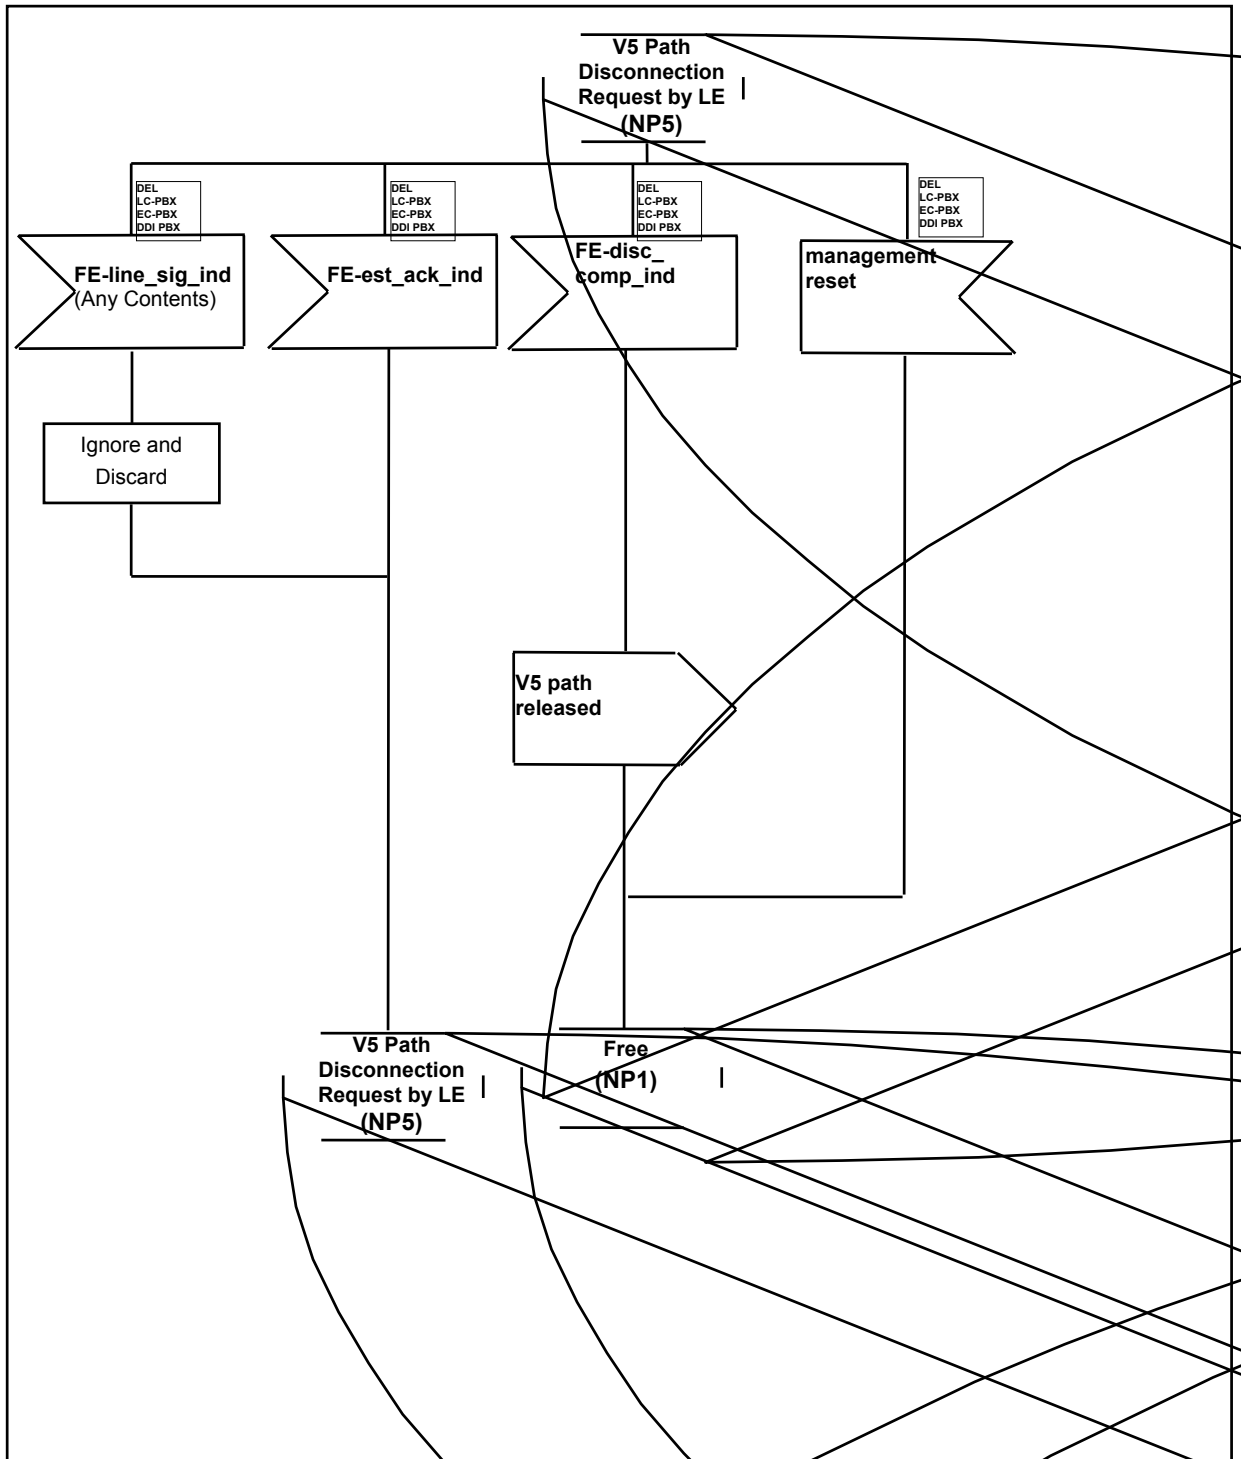 V5 Path
Disconnection
Request by LE
(NP5)
DEL
LC-PBX
EC-PBX
DDI PBX
DEL
LC-PBX
EC-PBX
DDI PBX
DEL
LC-PBX
EC-PBX
DDI PBX
DEL
LC-PBX
EC-PBX
DDI PBX
FE-line_sig_ind
(Any Contents)
FE-est_ack_ind
FE-disc_
comp_ind
management
reset
Ignore and
Discard
V5 path
released
V5 Path
Disconnection
Request by LE
(NP5)
Free
(NP1)